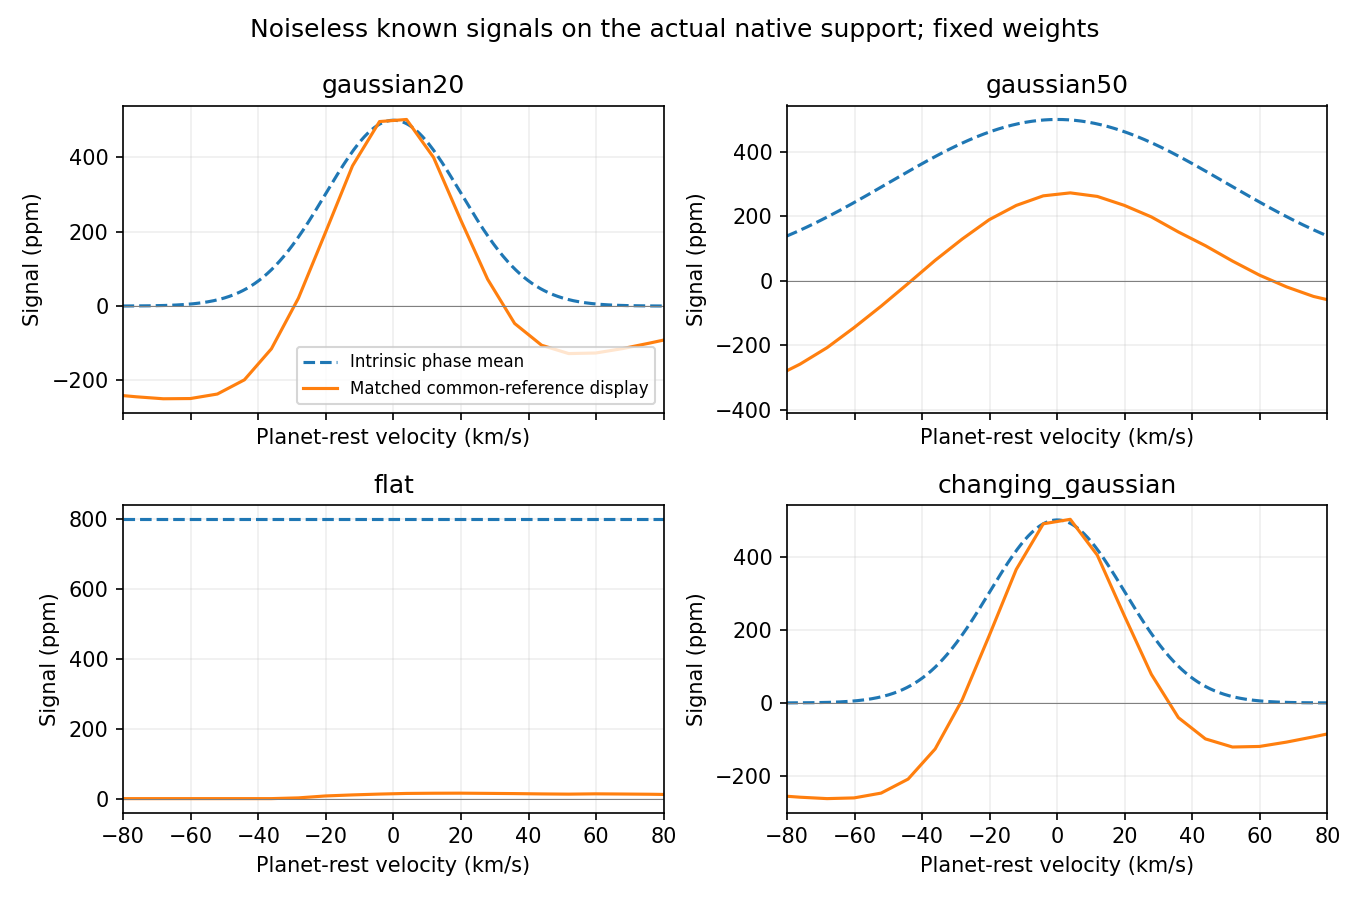 Noiseless known signals on the actual native support; fixed weights
gaussian20
Signal (ppm)
400
200
0
−200
Intrinsic phase mean
Matched common-reference display
Planet-rest velocity (km/s)
gaussian50
Signal (ppm)
400
200
0
−200
−400
Planet-rest velocity (km/s)
flat
Signal (ppm)
800
600
400
200
0
−80 −60 −40 −20 0 20 40 60 80
Planet-rest velocity (km/s)
changing_gaussian
Signal (ppm)
400
200
0
−200
−80 −60 −40 −20 0 20 40 60 80
Planet-rest velocity (km/s)